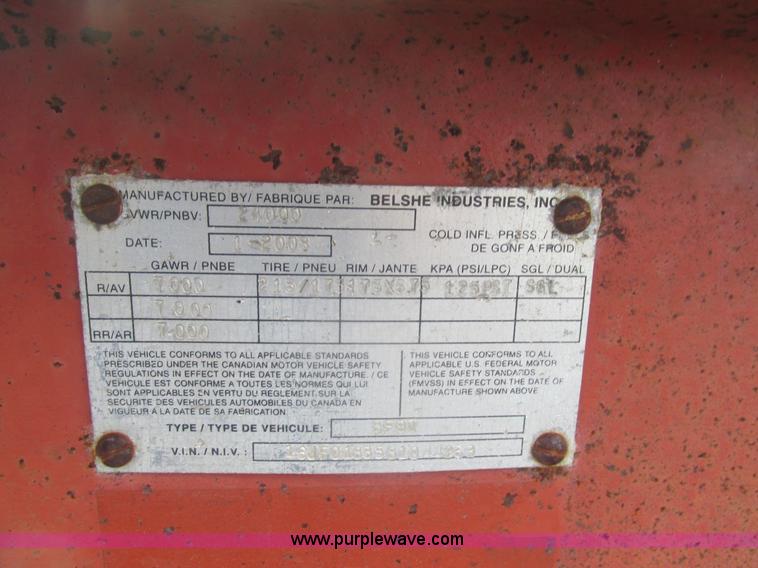 MANUFACTURED BY/ FABRIQUE PAR: BELSHE INDUSTRIES, INC
VWR/PNBV:
DATE: COLD INFL. PRESS. /
DE GONF A FROID
GAWR / PNBE TIRE / PNEU RIM / JANTE KPA (PSI/LPC) SGL / DUAL
R/AV 7000 SGL
RR/AR 7000
THIS VEHICLE CONFORMS TO ALL APPLICABLE STANDARDS
PRESCRIBED UNDER THE CANADIAN MOTOR VEHICLE SAFETY
REGULATIONS IN EFFECT ON THE DATE OF MANUFACTURE. / CE
VEHICULE EST CONFORME A TOUTES LES NORMES QUI LUI
SONT APPLICABLES EN VERTU DU REGLEMENT SUR LA
SECURITE DES VEHICULES AUTOMOBILES DU CANADA EN
VIGUEUR A LA DATE DE SA FABRICATION.
THIS VEHICLE CONFORMS TO ALL
APPLICABLE U.S. FEDERAL MOTOR
VEHICLE SAFETY STANDARDS
(FMVSS) IN EFFECT ON THE DATE OF
MANUFACTURE SHOWN ABOVE
TYPE / TYPE DE VEHICULE:
V.I.N. / N.I.V.
www.purplewave.com